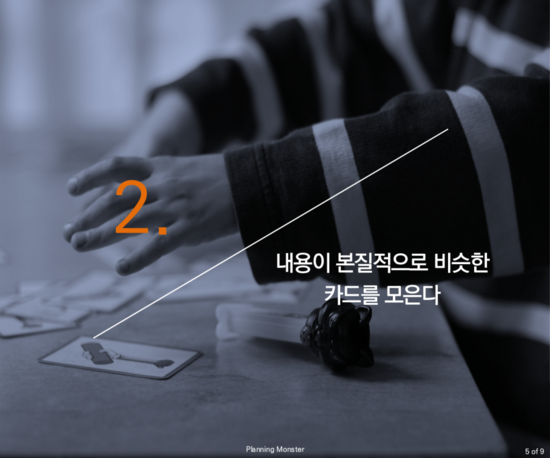 2.
내용이 본질적으로 비슷한
카드를 모은다
Planning Monster
5 of 9